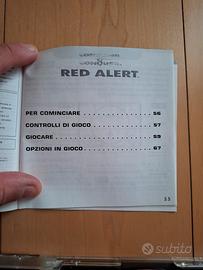 RED ALERT
PER COMINCIARE 56
CONTROLLI DI GIOCO 57
GIOCARE 59
OPZIONI IN GIOCO 67
55
subito